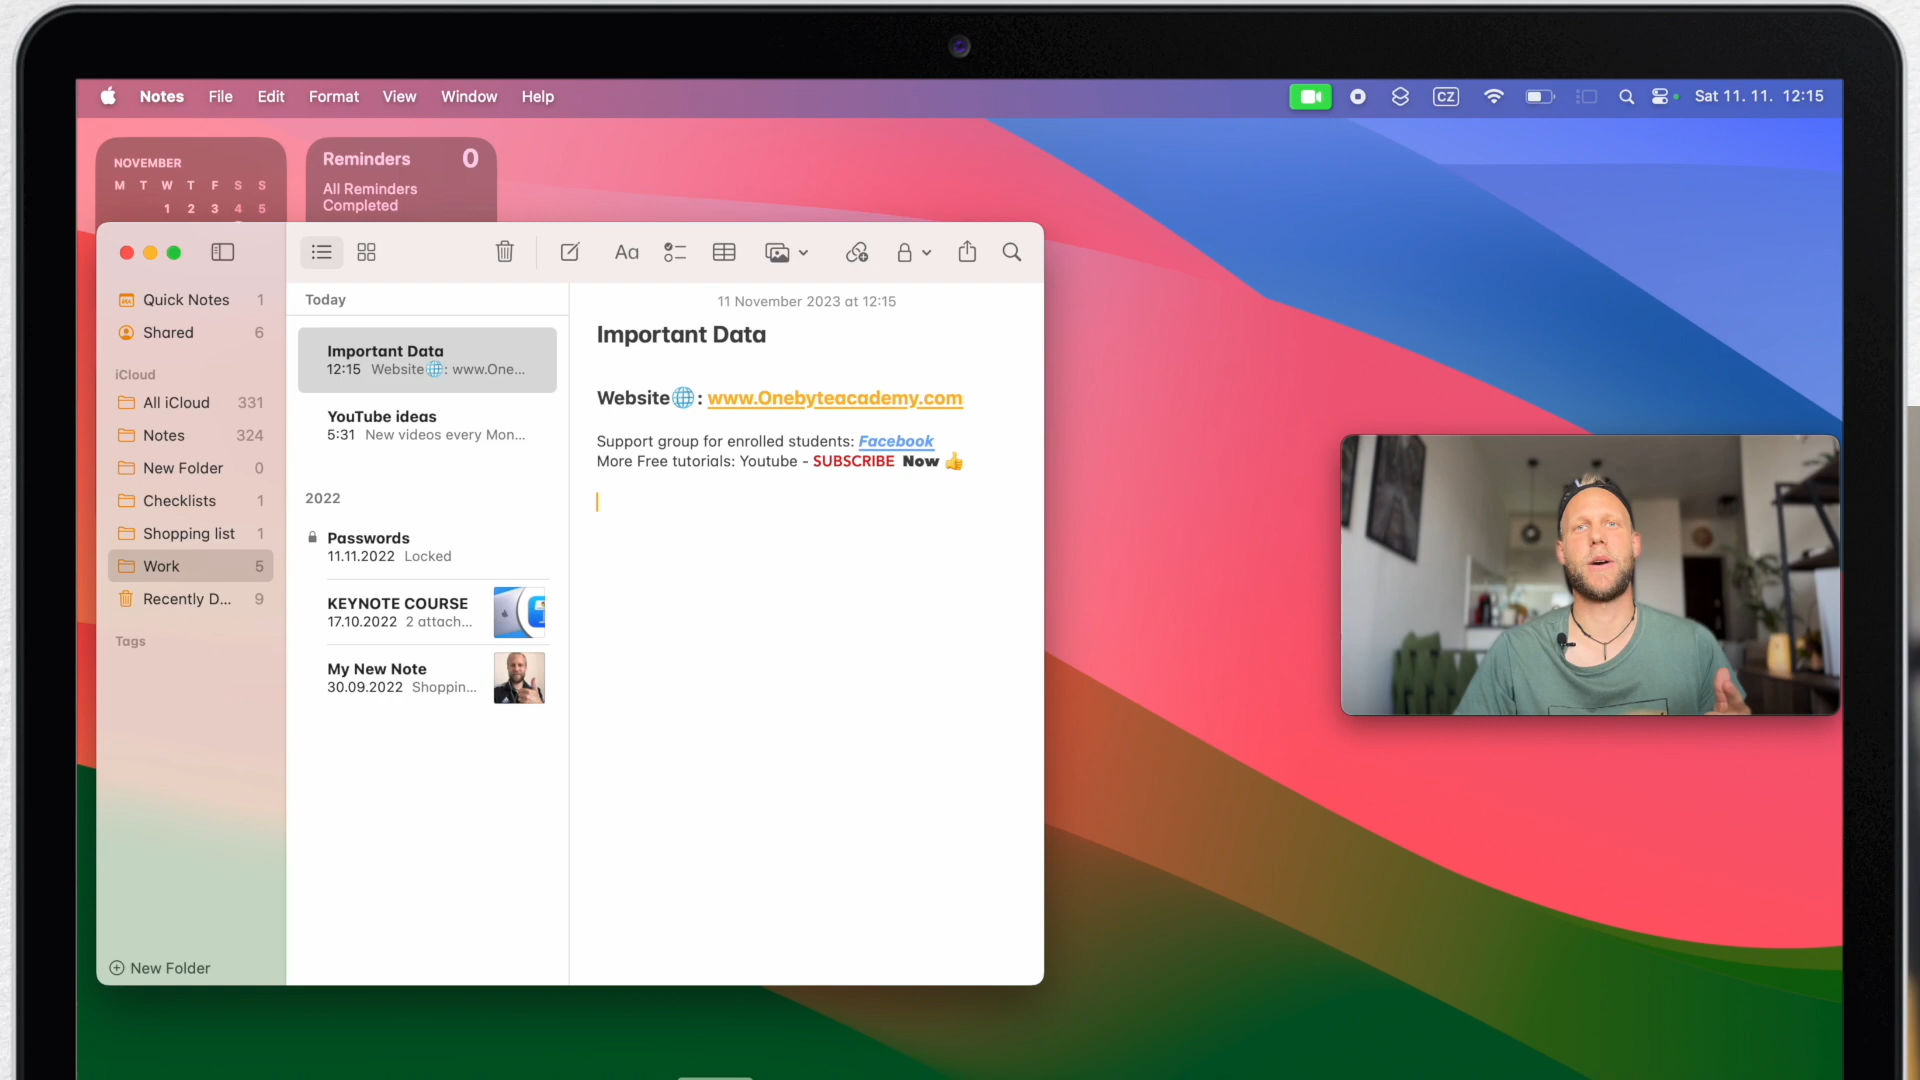 Notes File Edit Format View Window Help
CZ Sat 11. 11. 12:15
NOVEMBER
M T W T F S S
1 2 3 4 5
Reminders 0
All Reminders
Completed
Quick Notes 1
Shared 6
iCloud
All iCloud 331
Notes 324
New Folder 0
Checklists 1
Shopping list 1
Work 5
Recently D... 9
Tags
New Folder
Aa
Today
Important Data
12:15 Website🌐: www.One...
YouTube ideas
5:31 New videos every Mon...
2022
Passwords
11.11.2022 Locked
KEYNOTE COURSE
17.10.2022 2 attach...
My New Note
30.09.2022 Shoppin...
11 November 2023 at 12:15
Important Data
Website🌐: www.Onebyteacademy.com
Support group for enrolled students: Facebook
More Free tutorials: Youtube - SUBSCRIBE Now 👍